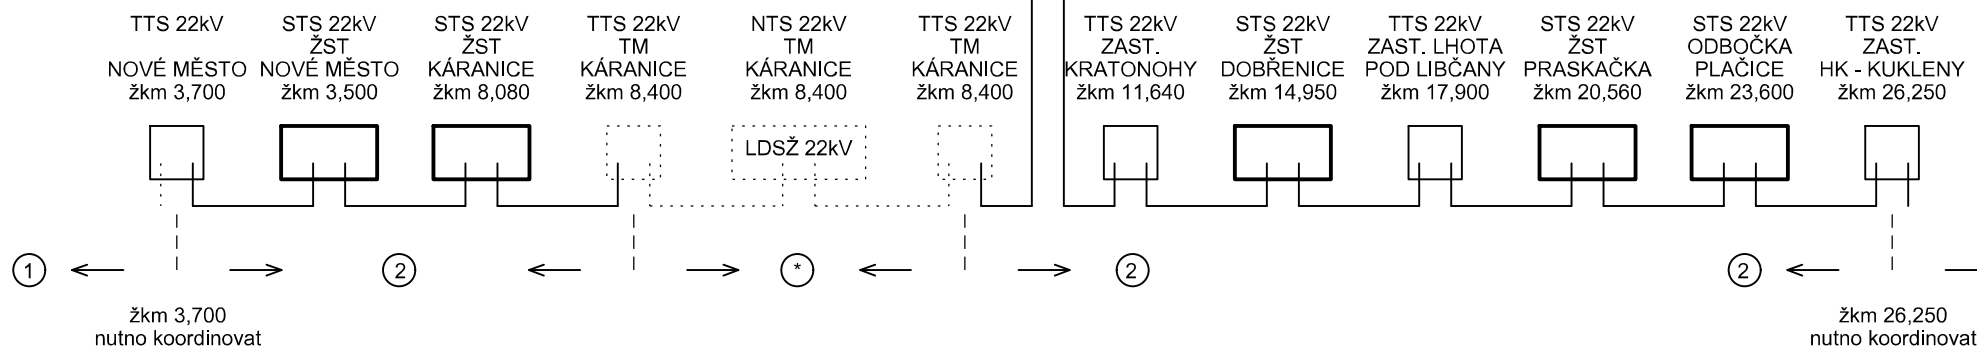 TTS 22kV
NOVÉ MĚSTO
žkm 3,700
STS 22kV
ŽST
NOVÉ MĚSTO
žkm 3,500
STS 22kV
ŽST
KÁRANICE
žkm 8,080
TTS 22kV
TM
KÁRANICE
žkm 8,400
NTS 22kV
TM
KÁRANICE
žkm 8,400
TTS 22kV
TM
KÁRANICE
žkm 8,400
TTS 22kV
ZAST.
KRATONOHY
žkm 11,640
STS 22kV
ŽST
DOBŘENICE
žkm 14,950
TTS 22kV
ZAST. LHOTA
POD LIBČANY
žkm 17,900
STS 22kV
ŽST
PRASKAČKA
žkm 20,560
STS 22kV
ODBOČKA
PLAČICE
žkm 23,600
TTS 22kV
ZAST.
HK - KUKLENY
žkm 26,250
LDSŽ 22kV
1
2
*
2
2
žkm 3,700
nutno koordinovat
žkm 26,250
nutno koordinovat